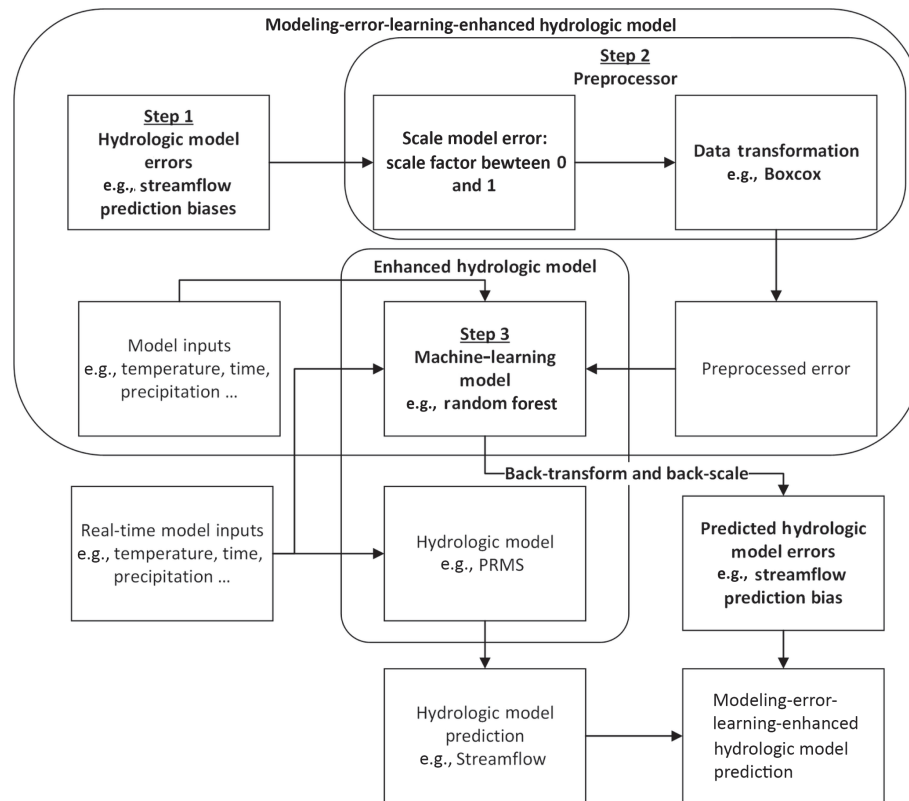 Modeling-error-learning-enhanced hydrologic model
Step 2
Preprocessor
Step 1
Hydrologic model
errors
e.g., streamflow
prediction biases
Scale model error:
scale factor bewteen 0
and 1
Data transformation
e.g., Boxcox
Enhanced hydrologic model
Model inputs
e.g., temperature, time,
precipitation ...
Step 3
Machine-learning
model
e.g., random forest
Preprocessed error
Back-transform and back-scale
Real-time model inputs
e.g., temperature, time,
precipitation ...
Hydrologic model
e.g., PRMS
Predicted hydrologic
model errors
e.g., streamflow
prediction bias
Hydrologic model
prediction
e.g., Streamflow
Modeling-error-
learning-enhanced
hydrologic model
prediction